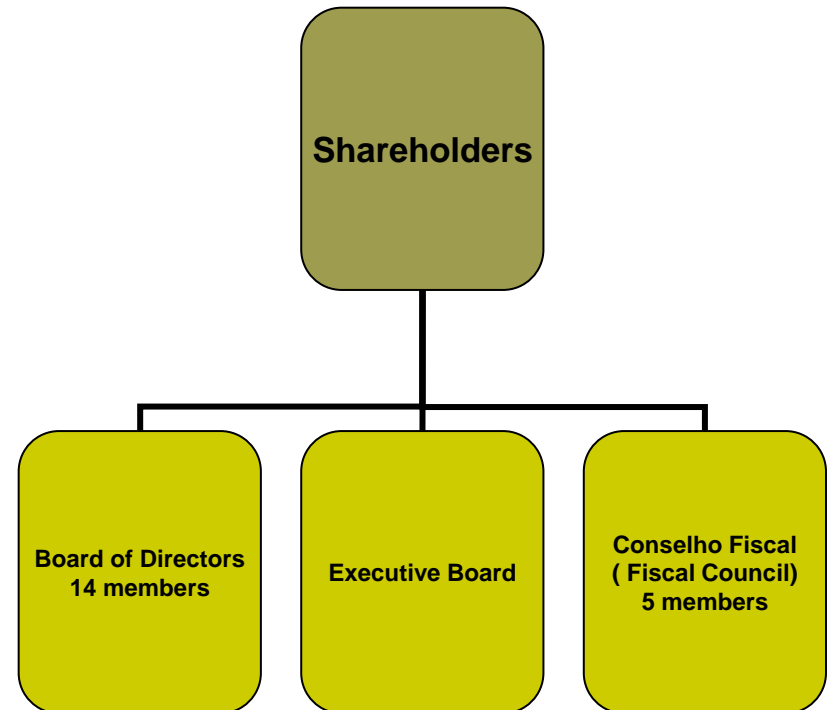 Shareholders
Board of Directors
14 members
Executive Board
Conselho Fiscal
( Fiscal Council)
5 members